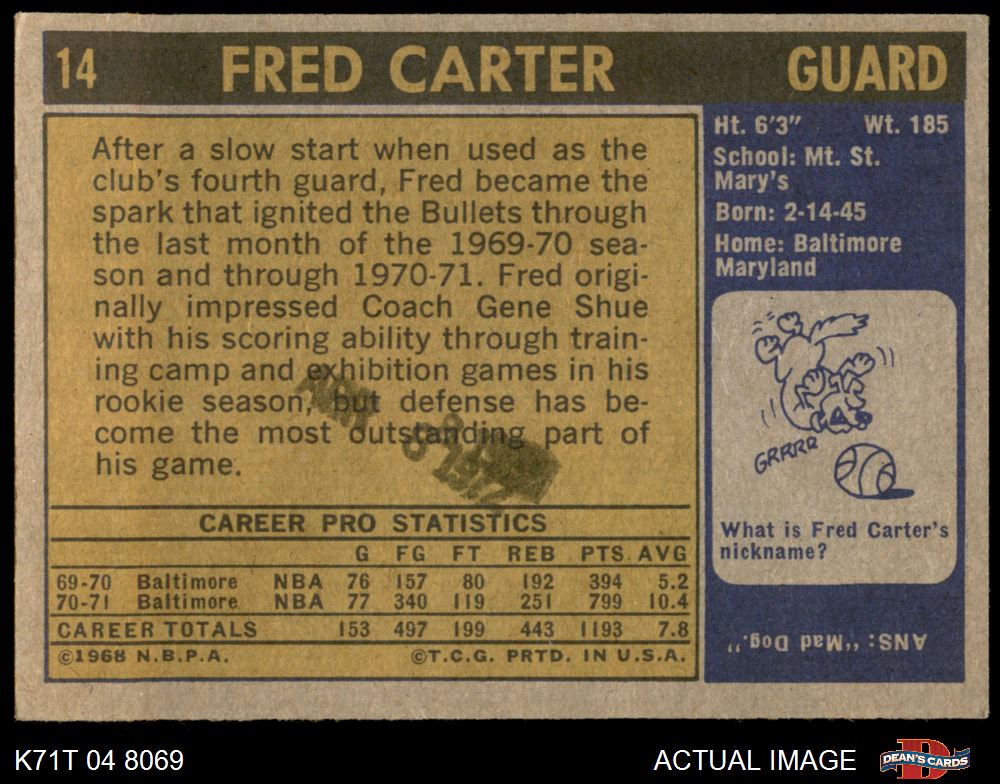 14 FRED CARTER GUARD
After a slow start when used as the
club's fourth guard, Fred became the
spark that ignited the Bullets through
the last month of the 1969-70 sea-
son and through 1970-71. Fred origi-
nally impressed Coach Gene Shue
with his scoring ability through train-
ing camp and exhibition games in his
rookie season, but defense has be-
come the most outstanding part of
his game.
CAREER PRO STATISTICS
G FG FT REB PTS AVG
69-70 Baltimore NBA 76 157 80 192 394 5.2
70-71 Baltimore NBA 77 340 119 251 799 10.4
CAREER TOTALS 153 497 199 443 1193 7.8
©1968 N.B.P.A. ©T.C.G. PRTD. IN U.S.A.
Ht. 6'3" Wt. 185
School: Mt. St.
Mary's
Born: 2-14-45
Home: Baltimore
Maryland
GRRRR
What is Fred Carter's
nickname?
ANS: "Mad Dog."
K71T 04 8069 ACTUAL IMAGE DEAN'S CARDS